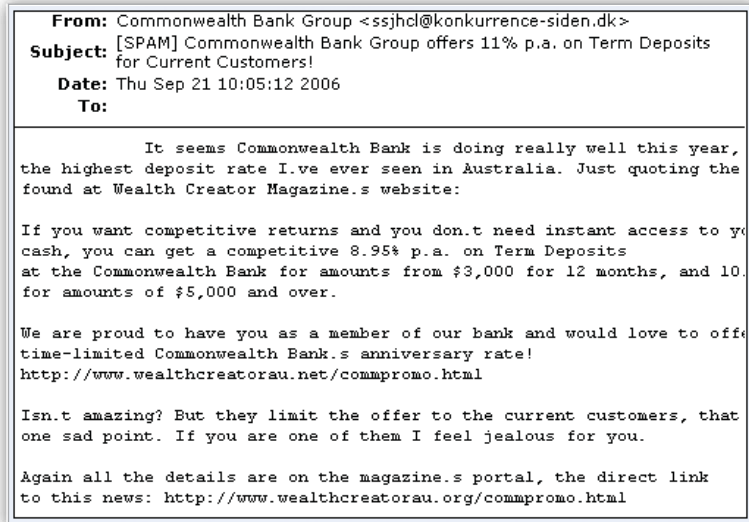 From: Commonwealth Bank Group <ssjhcl@konkurrence-siden.dk>
Subject: [SPAM] Commonwealth Bank Group offers 11% p.a. on Term Deposits
for Current Customers!
Date: Thu Sep 21 10:05:12 2006
To:
It seems Commonwealth Bank is doing really well this year,
the highest deposit rate I.ve ever seen in Australia. Just quoting the
found at Wealth Creator Magazine.s website:
If you want competitive returns and you don.t need instant access to
cash, you can get a competitive 8.95% p.a. on Term Deposits
at the Commonwealth Bank for amounts from $3,000 for 12 months, and 10.
for amounts of $5,000 and over.
We are proud to have you as a member of our bank and would love to
time-limited Commonwealth Bank.s anniversary rate!
http://www.wealthcreatorau.net/commpromo.html
Isn.t amazing? But they limit the offer to the current customers, that
one sad point. If you are one of them I feel jealous for you.
Again all the details are on the magazine.s portal, the direct link
to this news: http://www.wealthcreatorau.org/commpromo.html